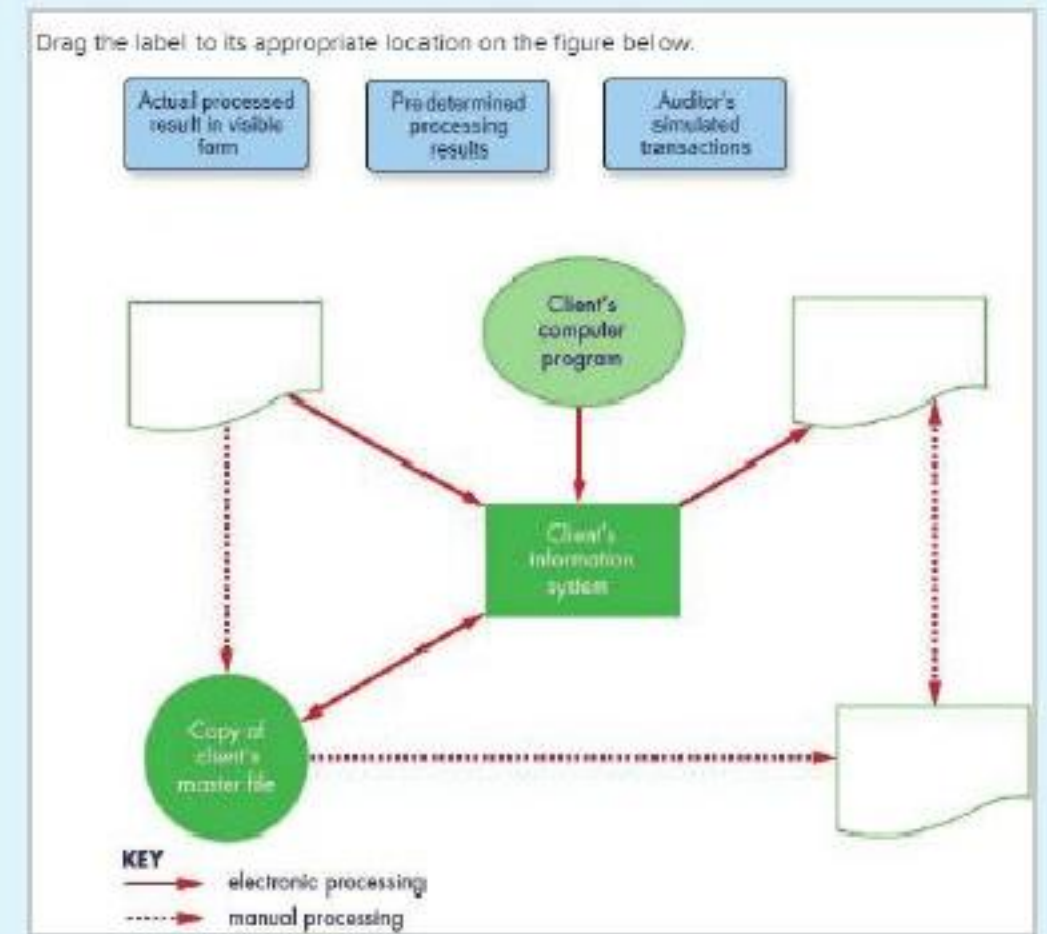 Drag the label to its appropriate location on the figure below.
Actual processed
result in visible
form
Predetermined
processing
results
Auditor's
simulated
transactions
Client's
computer
program
Client's
information
system
Copy of
client's
master file
KEY
electronic processing
manual processing